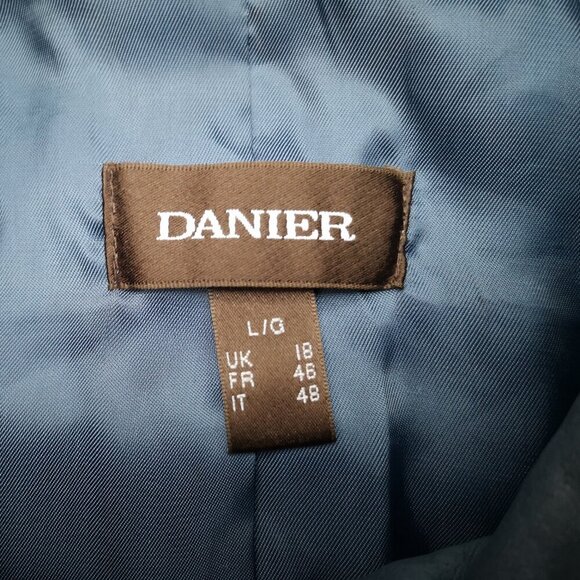 DANIER
L/G
UK 18
FR 46
IT 48